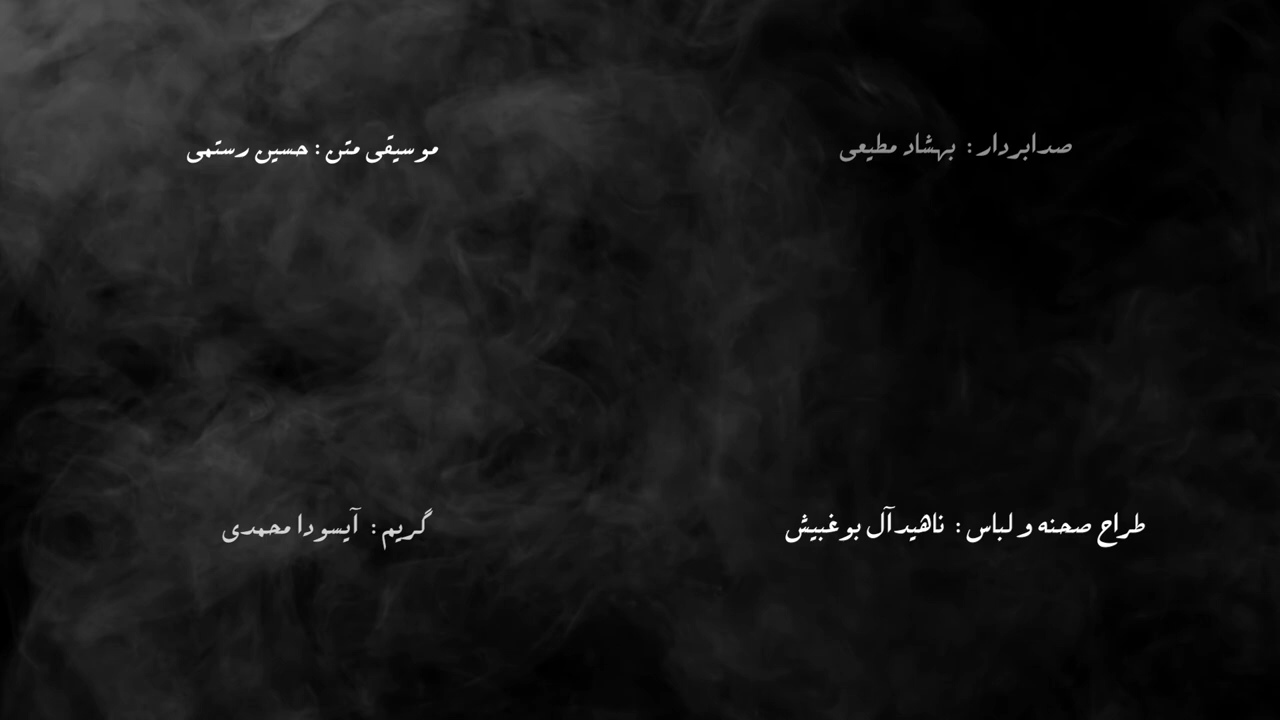 صدابردار : بهشاد مطیعی
موسیقی متن : حسین رستمی
طراح صحنه و لباس : ناهید آل بوغبیش
گریم : آیسودا محمدی